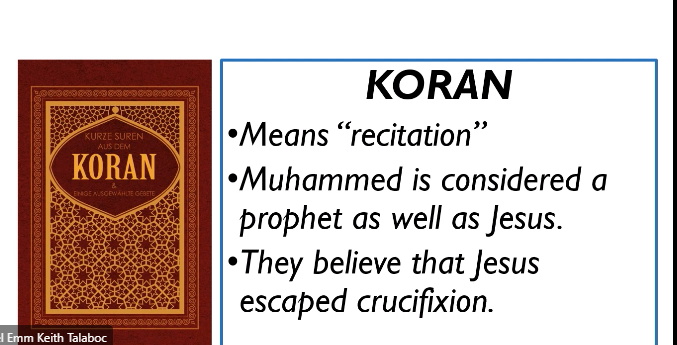 KURZE SUREN
AUS DEM
KORAN
&
EINIGE AUSGEWÄHLTE GEBETE
KORAN
•Means “recitation”
•Muhammed is considered a
prophet as well as Jesus.
•They believe that Jesus
escaped crucifixion.
l Emm Keith Talaboc